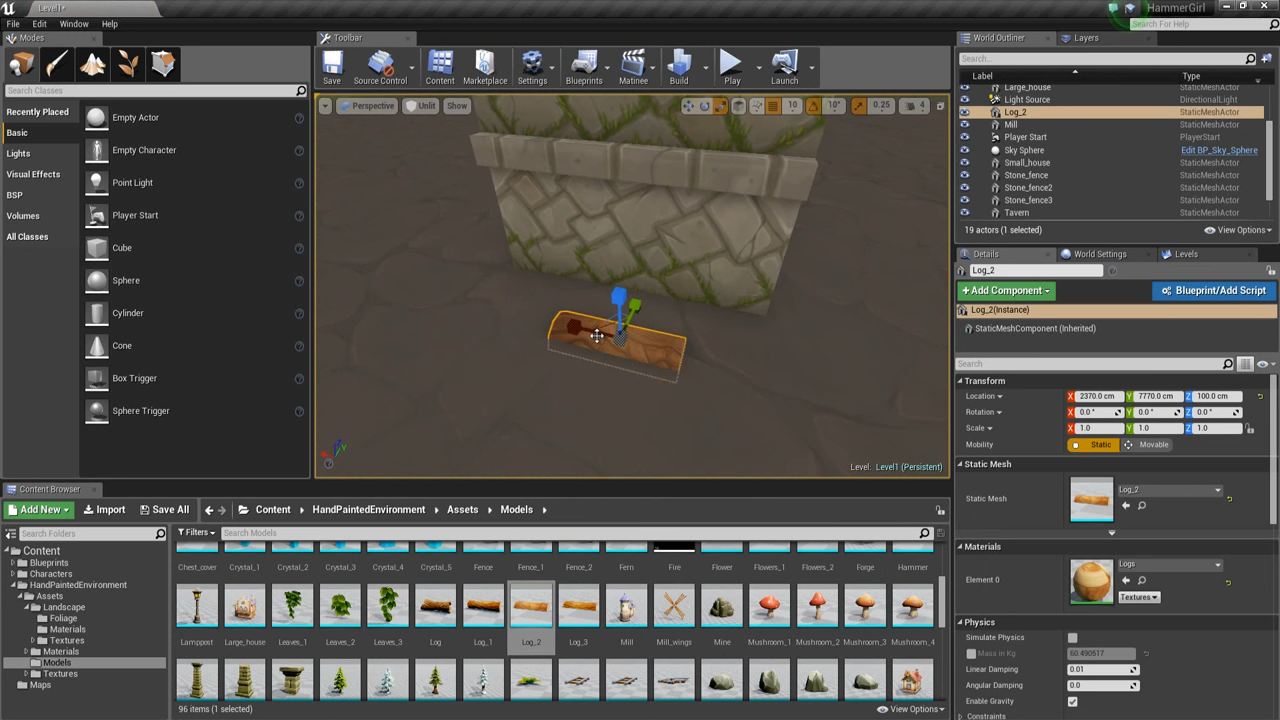 Level1*
HammerGirl
File Edit Window Help
Search For Help
Modes
Toolbar
World Outliner Layers
Save Source Control Content Marketplace Settings Blueprints Matinee Build Play Launch
Search Classes
Search...
Label Type
Recently Placed
Basic
Lights
Visual Effects
BSP
Volumes
All Classes
Empty Actor
Empty Character
Point Light
Player Start
Cube
Sphere
Cylinder
Cone
Box Trigger
Sphere Trigger
Perspective Unlit Show
10 10° 0.25 4
Level: Level1 (Persistent)
Large_house StaticMeshActor
Light Source DirectionalLight
Log_2 StaticMeshActor
Mill StaticMeshActor
Player Start PlayerStart
Sky Sphere Edit BP_Sky_Sphere
Small_house StaticMeshActor
Stone_fence StaticMeshActor
Stone_fence2 StaticMeshActor
Stone_fence3 StaticMeshActor
Tavern StaticMeshActor
19 actors (1 selected) View Options
Details World Settings Levels
Log_2
+Add Component Blueprint/Add Script
Log_2(Instance)
StaticMeshComponent (Inherited)
Search
Transform
Location X 2370.0 cm Y 7770.0 cm Z 100.0 cm
Rotation X 0.0 ° Y 0.0 ° Z 0.0 °
Scale X 1.0 Y 1.0 Z 1.0
Mobility Static Movable
Static Mesh
Static Mesh Log_2
Materials
Element 0 Logs
Textures
Physics
Simulate Physics
Mass in Kg 60.490517
Linear Damping 0.01
Angular Damping 0.0
Enable Gravity
Constraints
Content Browser
Add New Import Save All Content HandPaintedEnvironment Assets Models
Search Folders
Filters Search Models
Content
Blueprints
Characters
HandPaintedEnvironment
Assets
Landscape
Foliage
Materials
Textures
Materials
Models
Textures
Maps
Chest_cover Crystal_1 Crystal_2 Crystal_3 Crystal_4 Crystal_5 Fence Fence_1 Fence_2 Fern Fire Flower Flowers_1 Flowers_2 Forge Hammer
Lamppost Large_house Leaves_1 Leaves_2 Leaves_3 Log Log_1 Log_2 Log_3 Mill Mill_wings Mine Mushroom_1 Mushroom_2 Mushroom_3 Mushroom_4
96 items (1 selected) View Options